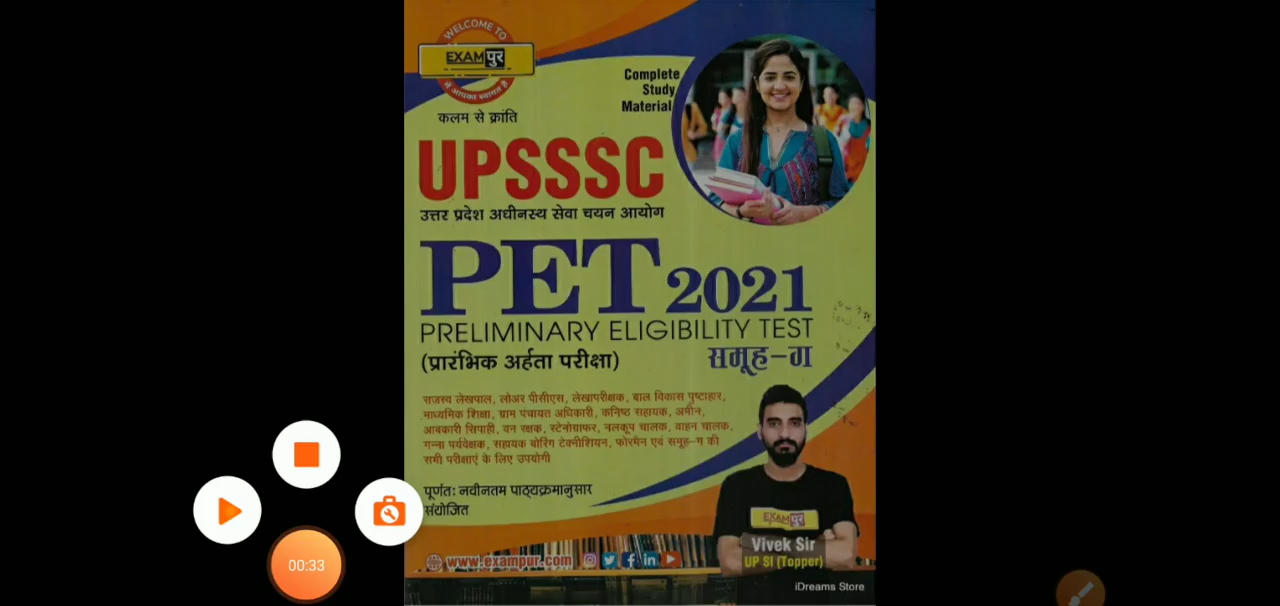 WELCOME TO
EXAMपुर
में आपका स्वागत है
कलम से क्रांति
Complete
Study
Material
UPSSSC
उत्तर प्रदेश अधीनस्थ सेवा चयन आयोग
PET 2021
PRELIMINARY ELIGIBILITY TEST
(प्रारंभिक अर्हता परीक्षा)
समूह-ग
राजस्व लेखपाल, लोअर पीसीएस, लेखापरीक्षक, बाल विकास पुष्टाहार,
माध्यमिक शिक्षा, ग्राम पंचायत अधिकारी, कनिष्ठ सहायक, अमीन,
आबकारी सिपाही, वन रक्षक, स्टेनोग्राफर, नलकूप चालक, वाहन चालक,
गन्ना पर्यवेक्षक, सहायक बोरिंग टेक्नीशियन, फोरमैन एवं समूह-ग की
सभी परीक्षाएं के लिए उपयोगी
पूर्णतः नवीनतम पाठ्यक्रमानुसार
संयोजित
EXAMपुर
Vivek Sir
UP SI (Topper)
www.exampur.com
iDreams Store
00:33